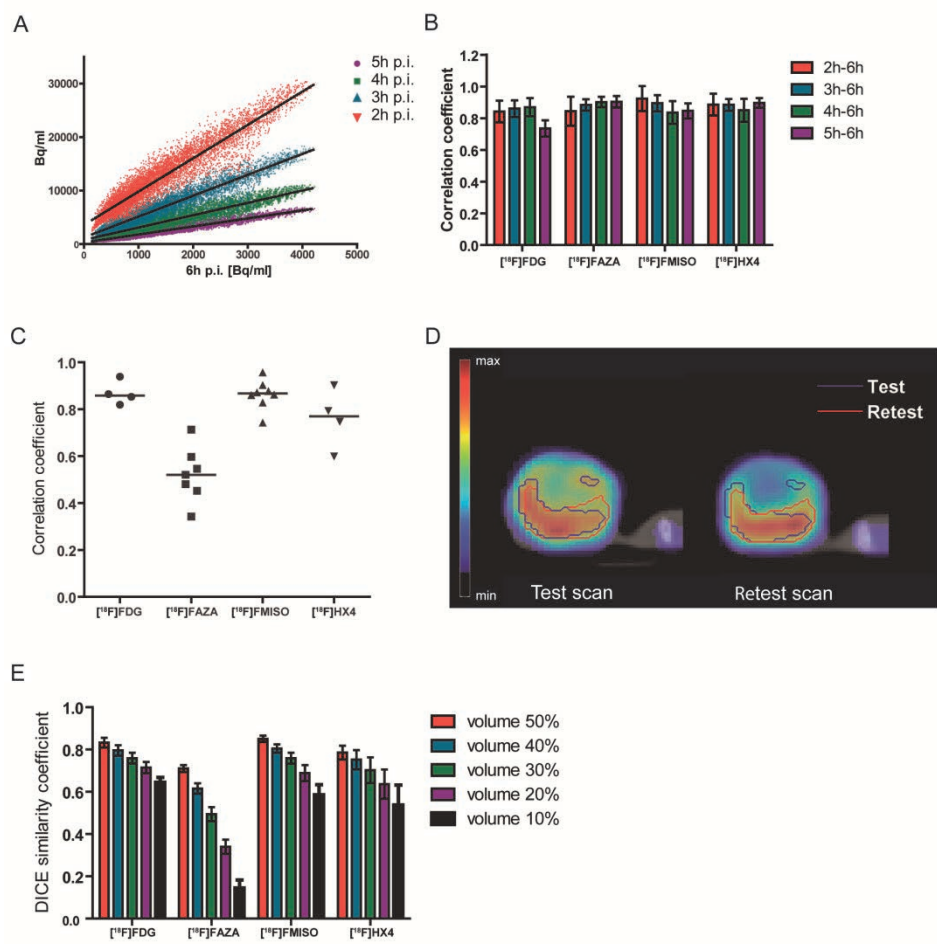 A
5h p.i.
4h p.i.
3h p.i.
2h p.i.
30000
20000
10000
0
Bq/ml
0 1000 2000 3000 4000 5000
6h p.i. [Bq/ml]
B
1.2
1.0
0.8
0.6
0.4
0.2
0.0
Correlation coefficient
[¹⁸F]FDG [¹⁸F]FAZA [¹⁸F]FMISO [¹⁸F]HX4
2h-6h
3h-6h
4h-6h
5h-6h
C
1.0
0.8
0.6
0.4
0.2
0.0
Correlation coefficient
[¹⁸F]FDG [¹⁸F]FAZA [¹⁸F]FMISO [¹⁸F]HX4
D
max
min
Test
Retest
Test scan Retest scan
E
1.0
0.8
0.6
0.4
0.2
0.0
DICE similarity coefficient
[¹⁸F]FDG [¹⁸F]FAZA [¹⁸F]FMISO [¹⁸F]HX4
volume 50%
volume 40%
volume 30%
volume 20%
volume 10%